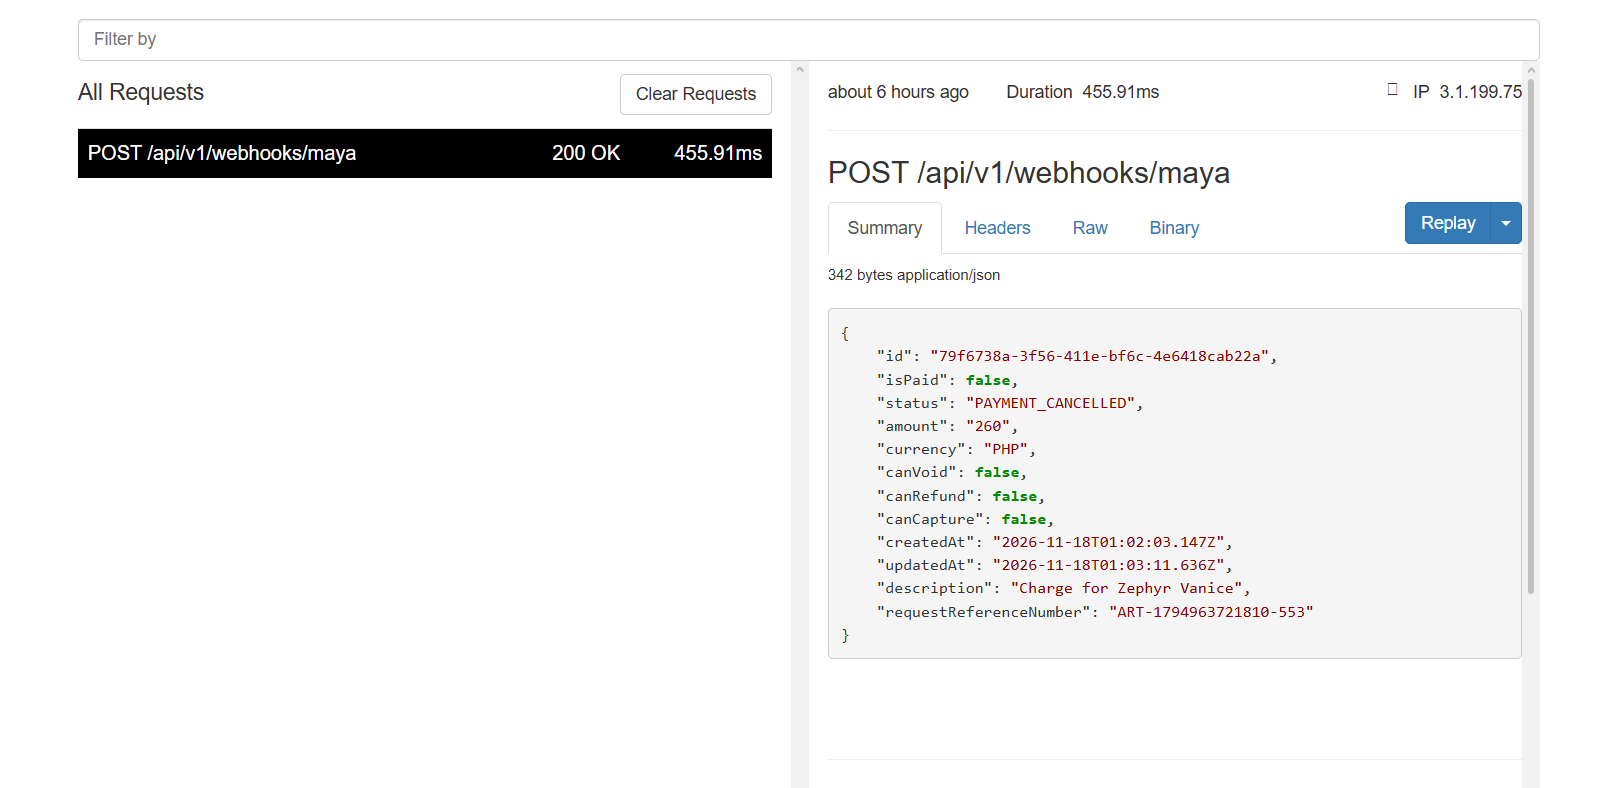 Filter by
All Requests
Clear Requests
POST /api/v1/webhooks/maya 200 OK 455.91ms
about 6 hours ago Duration 455.91ms IP 3.1.199.75
POST /api/v1/webhooks/maya
Summary Headers Raw Binary Replay
342 bytes application/json
{
    "id": "79f6738a-3f56-411e-bf6c-4e6418cab22a",
    "isPaid": false,
    "status": "PAYMENT_CANCELLED",
    "amount": "260",
    "currency": "PHP",
    "canVoid": false,
    "canRefund": false,
    "canCapture": false,
    "createdAt": "2026-11-18T01:02:03.147Z",
    "updatedAt": "2026-11-18T01:03:11.636Z",
    "description": "Charge for Zephyr Vanice",
    "requestReferenceNumber": "ART-1794963721810-553"
}